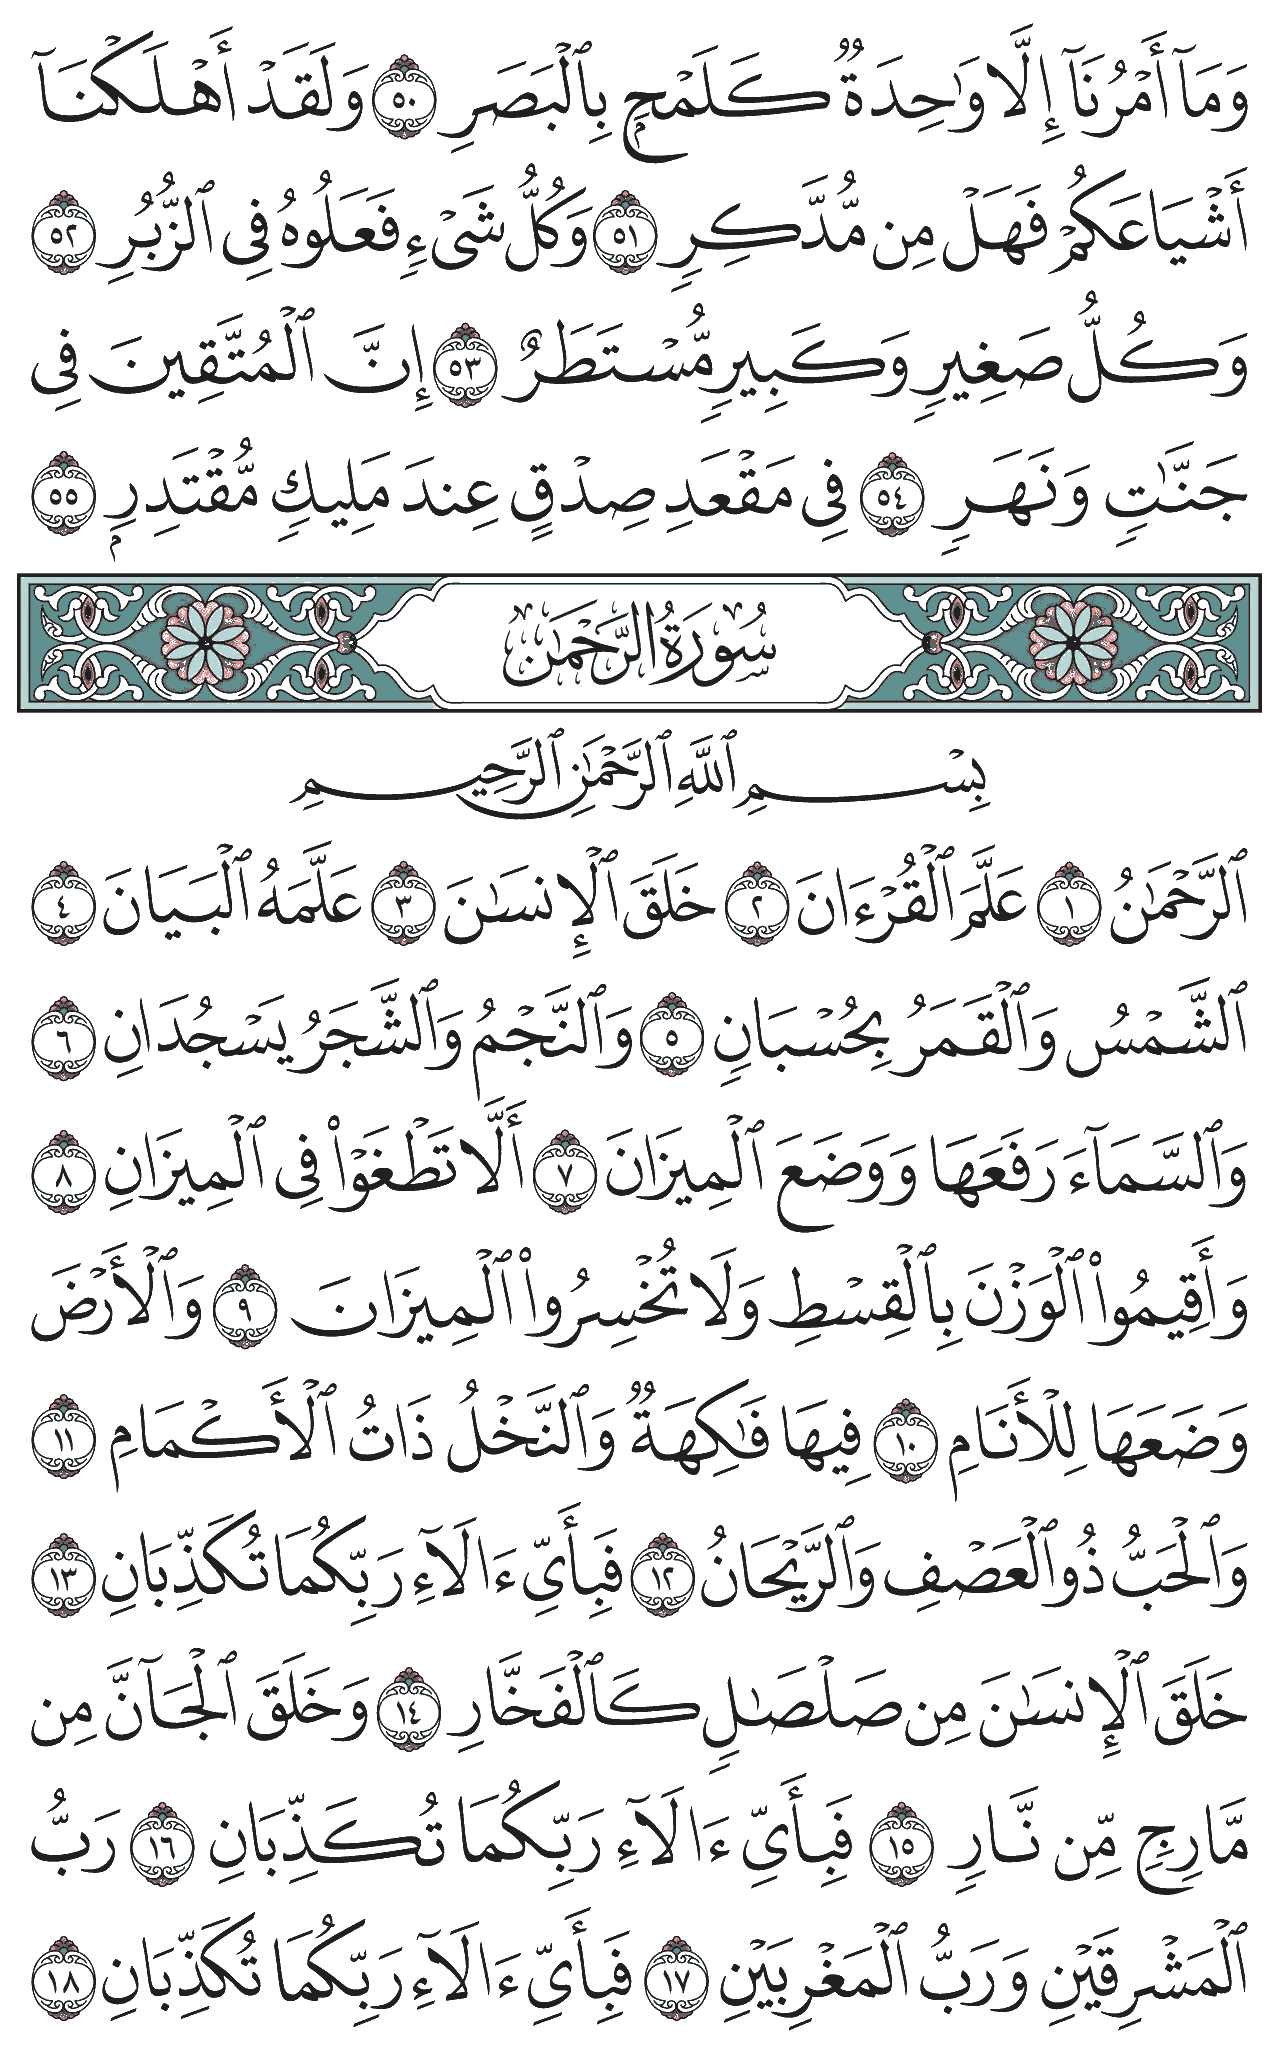 وَمَآ أَمْرُنَآ إِلَّا وَٰحِدَةٌ كَلَمْحٍۭ بِٱلْبَصَرِ ٥٠ وَلَقَدْ أَهْلَكْنَآ
أَشْيَاعَكُمْ فَهَلْ مِن مُّدَّكِرٍ ٥١ وَكُلُّ شَىْءٍ فَعَلُوهُ فِى ٱلزُّبُرِ ٥٢
وَكُلُّ صَغِيرٍ وَكَبِيرٍ مُّسْتَطَرٌ ٥٣ إِنَّ ٱلْمُتَّقِينَ فِى
جَنَّٰتٍ وَنَهَرٍ ٥٤ فِى مَقْعَدِ صِدْقٍ عِندَ مَلِيكٍ مُّقْتَدِرٍۭ ٥٥
سُورَةُ الرَّحْمَٰن
بِسْمِ ٱللَّهِ ٱلرَّحْمَٰنِ ٱلرَّحِيمِ
ٱلرَّحْمَٰنُ ١ عَلَّمَ ٱلْقُرْءَانَ ٢ خَلَقَ ٱلْإِنسَٰنَ ٣ عَلَّمَهُ ٱلْبَيَانَ ٤
ٱلشَّمْسُ وَٱلْقَمَرُ بِحُسْبَانٍ ٥ وَٱلنَّجْمُ وَٱلشَّجَرُ يَسْجُدَانِ ٦
وَٱلسَّمَآءَ رَفَعَهَا وَوَضَعَ ٱلْمِيزَانَ ٧ أَلَّا تَطْغَوْا۟ فِى ٱلْمِيزَانِ ٨
وَأَقِيمُوا۟ ٱلْوَزْنَ بِٱلْقِسْطِ وَلَا تُخْسِرُوا۟ ٱلْمِيزَانَ ٩ وَٱلْأَرْضَ
وَضَعَهَا لِلْأَنَامِ ١٠ فِيهَا فَٰكِهَةٌ وَٱلنَّخْلُ ذَاتُ ٱلْأَكْمَامِ ١١
وَٱلْحَبُّ ذُو ٱلْعَصْفِ وَٱلرَّيْحَانُ ١٢ فَبِأَىِّ ءَالَآءِ رَبِّكُمَا تُكَذِّبَانِ ١٣
خَلَقَ ٱلْإِنسَٰنَ مِن صَلْصَٰلٍ كَٱلْفَخَّارِ ١٤ وَخَلَقَ ٱلْجَآنَّ مِن
مَّارِجٍ مِّن نَّارٍ ١٥ فَبِأَىِّ ءَالَآءِ رَبِّكُمَا تُكَذِّبَانِ ١٦ رَبُّ
ٱلْمَشْرِقَيْنِ وَرَبُّ ٱلْمَغْرِبَيْنِ ١٧ فَبِأَىِّ ءَالَآءِ رَبِّكُمَا تُكَذِّبَانِ ١٨